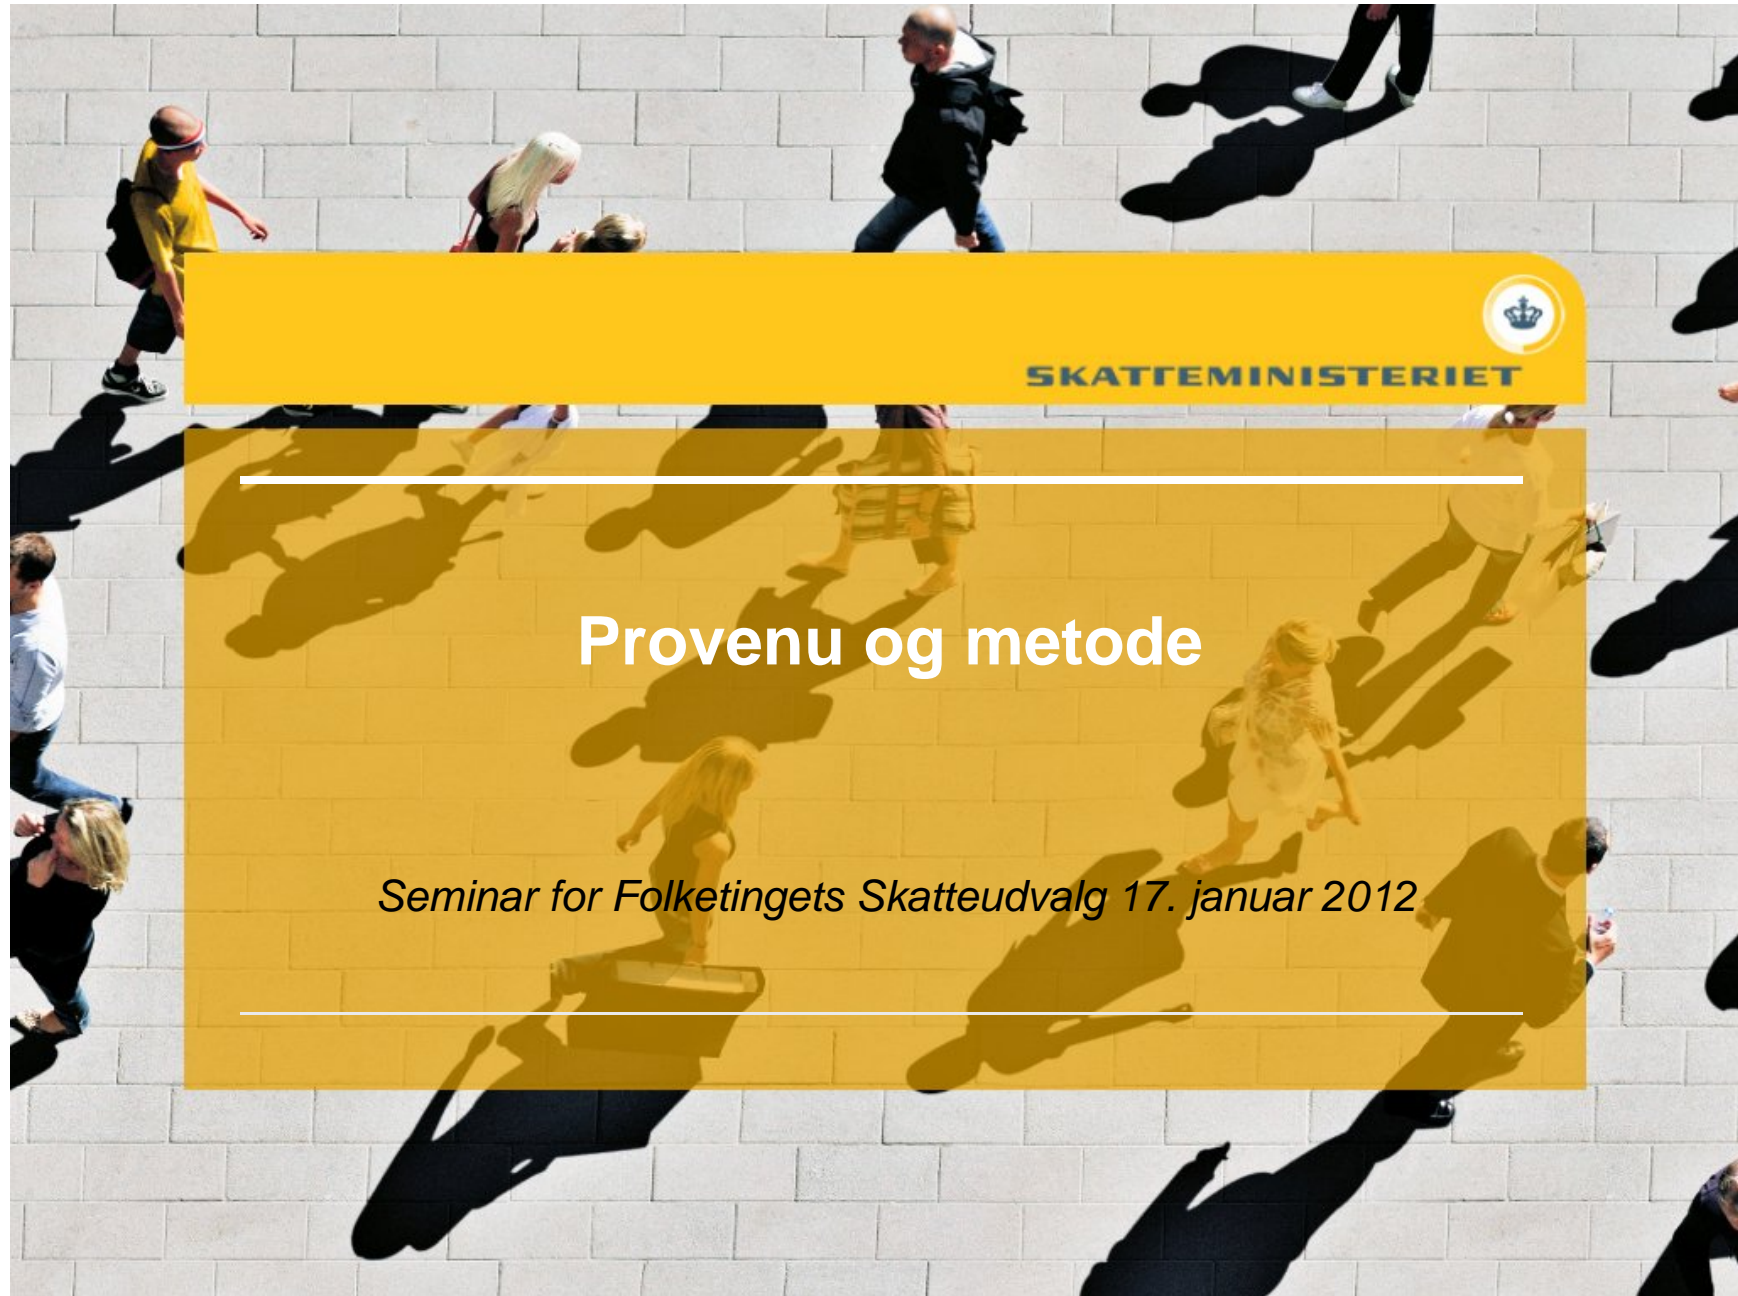 SKATTEMINISTERIET
Provenu og metode
Seminar for Folketingets Skatteudvalg 17. januar 2012